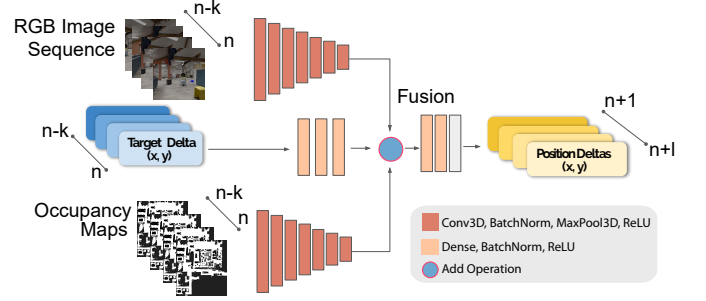 RGB Image
Sequence
n-k
n
Target Delta
(x, y)
n-k
n
Occupancy
Maps
n-k
n
Fusion
Position Deltas
(x, y)
n+1
n+l
Conv3D, BatchNorm, MaxPool3D, ReLU
Dense, BatchNorm, ReLU
Add Operation